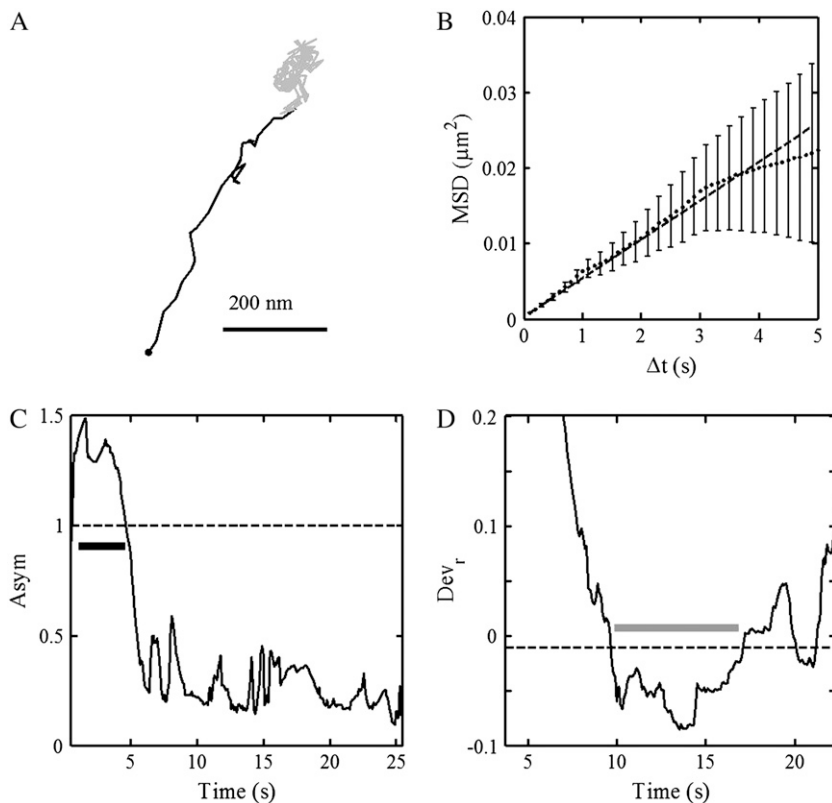 A
200 nm
B
0.04
0.03
0.02
0.01
0
MSD (μm²)
0 1 2 3 4 5
Δt (s)
C
1.5
1
0.5
0
Asym
5 10 15 20 25
Time (s)
D
0.2
0.1
0
-0.1
Dev_r
5 10 15 20
Time (s)